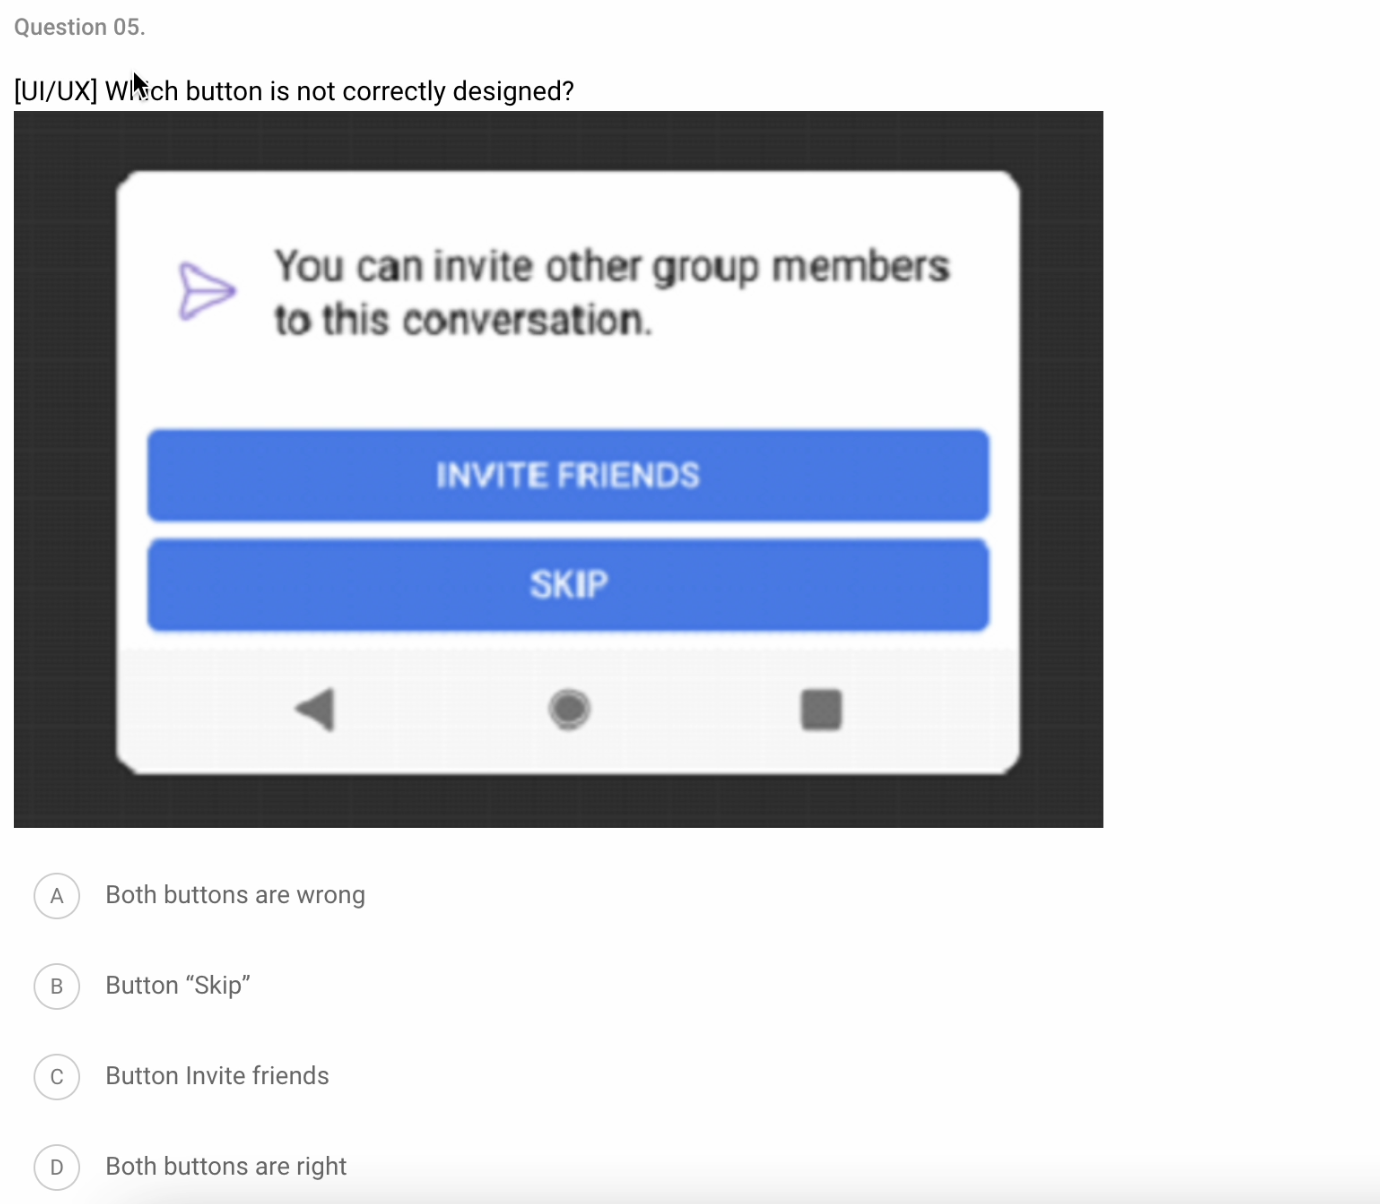 Question 05.
[UI/UX] Which button is not correctly designed?
You can invite other group members
to this conversation.
INVITE FRIENDS
SKIP
A Both buttons are wrong
B Button “Skip”
C Button Invite friends
D Both buttons are right